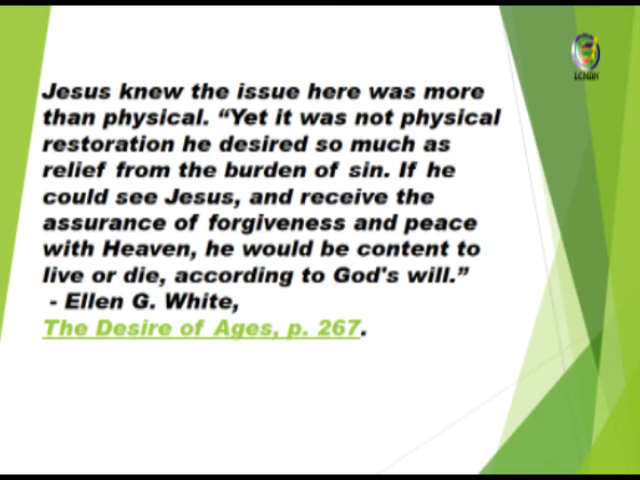 Jesus knew the issue here was more
than physical. “Yet it was not physical
restoration he desired so much as
relief from the burden of sin. If he
could see Jesus, and receive the
assurance of forgiveness and peace
with Heaven, he would be content to
live or die, according to God's will.”
- Ellen G. White,
The Desire of Ages, p. 267.